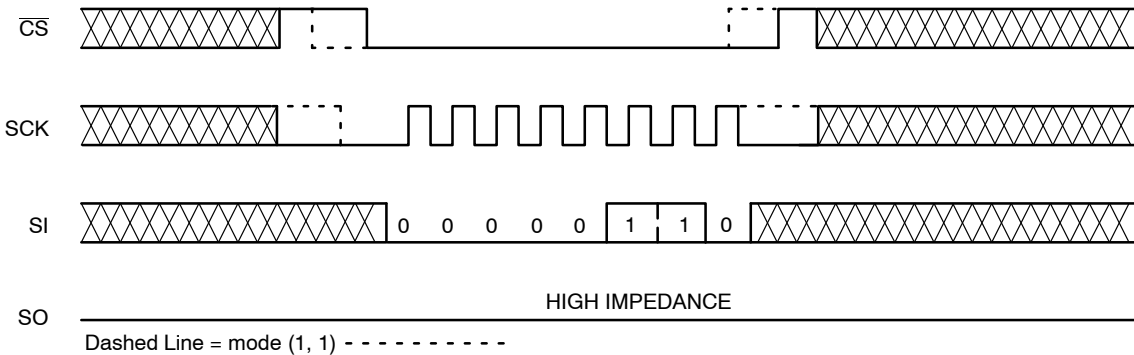 CS
SCK
SI 0 0 0 0 0 1 1 0
SO HIGH IMPEDANCE
Dashed Line = mode (1, 1)